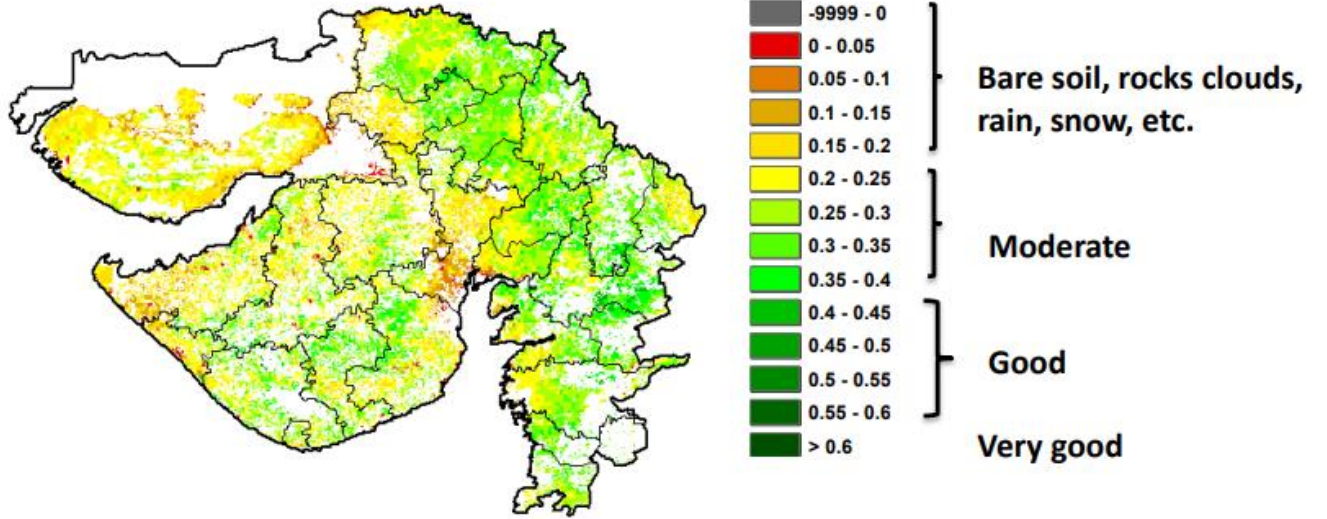 -9999 - 0
0 - 0.05
0.05 - 0.1
0.1 - 0.15
0.15 - 0.2
0.2 - 0.25
0.25 - 0.3
0.3 - 0.35
0.35 - 0.4
0.4 - 0.45
0.45 - 0.5
0.5 - 0.55
0.55 - 0.6
> 0.6
Bare soil, rocks clouds,
rain, snow, etc.
Moderate
Good
Very good